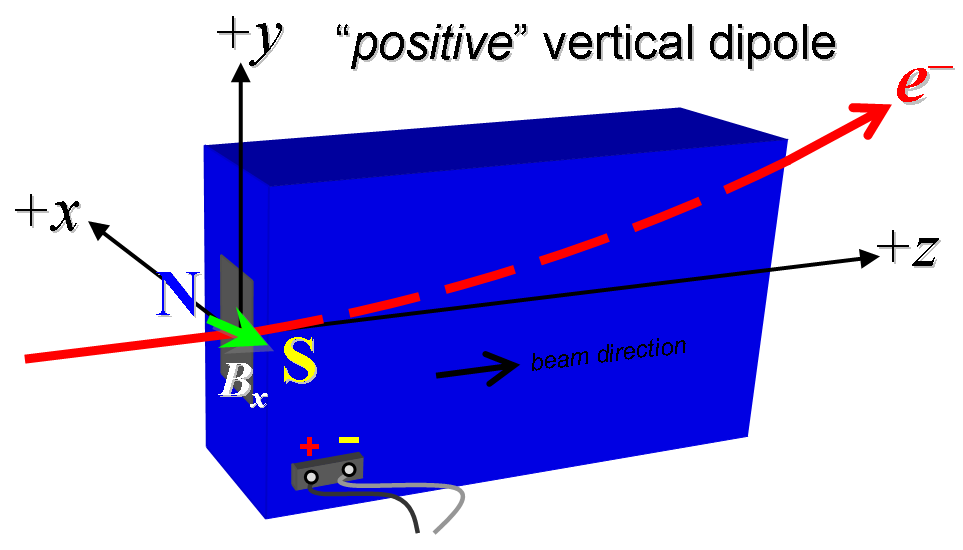 +y
“positive” vertical dipole
e–
+x
+z
N
S
Bx
beam direction
+ –